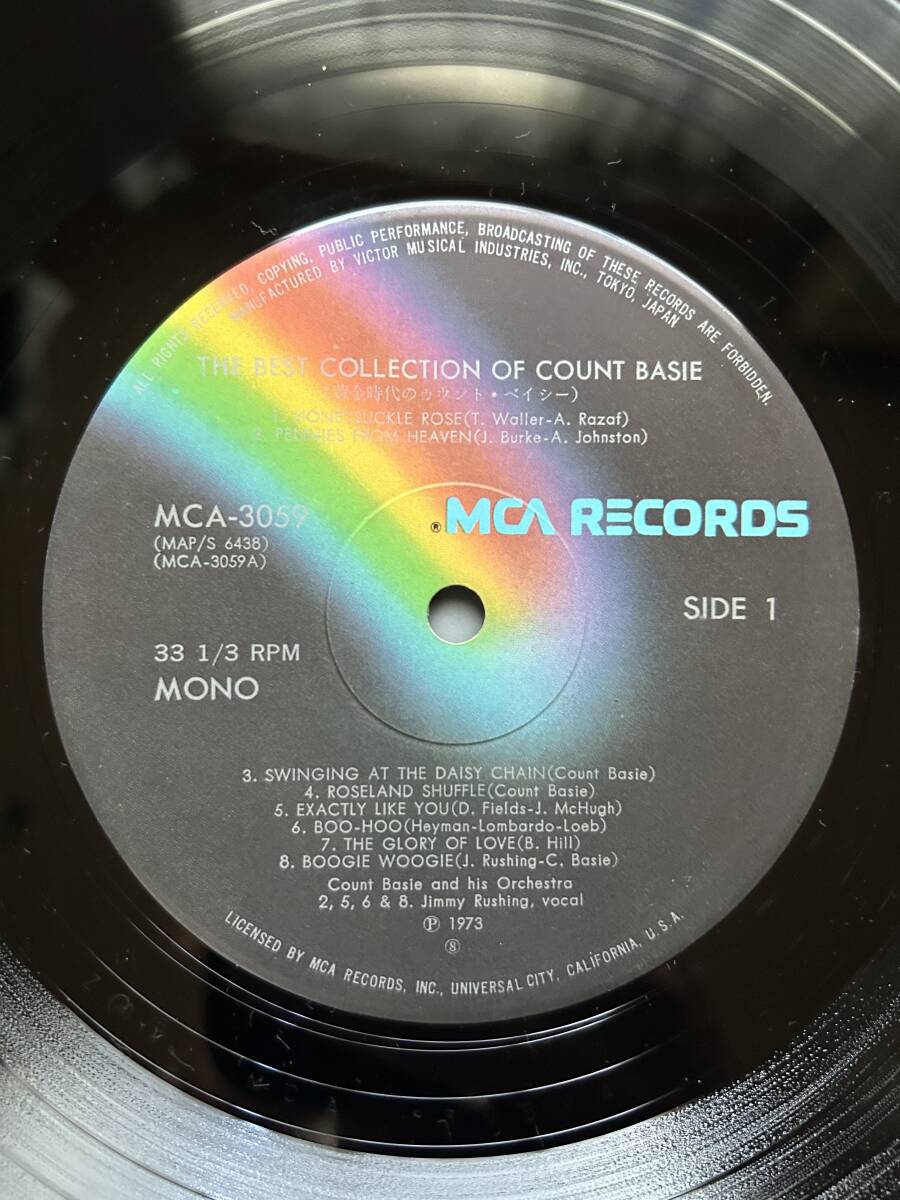 ALL RIGHTS RESERVED. COPYING, PUBLIC PERFORMANCE, BROADCASTING OF THESE RECORDS ARE FORBIDDEN.
MANUFACTURED BY VICTOR MUSICAL INDUSTRIES, INC., TOKYO, JAPAN
THE BEST COLLECTION OF COUNT BASIE
(黄金時代のカウント・ベイシー)
1. HONEYSUCKLE ROSE(T. Waller-A. Razaf)
2. PENNIES FROM HEAVEN(J. Burke-A. Johnston)
MCA-3059
(MAP/S 6438)
(MCA-3059A)
® MCA RECORDS
SIDE 1
33 1/3 RPM
MONO
3. SWINGING AT THE DAISY CHAIN(Count Basie)
4. ROSELAND SHUFFLE(Count Basie)
5. EXACTLY LIKE YOU(D. Fields-J. McHugh)
6. BOO-HOO(Heyman-Lombardo-Loeb)
7. THE GLORY OF LOVE(B. Hill)
8. BOOGIE WOOGIE(J. Rushing-C. Basie)
Count Basie and his Orchestra
2, 5, 6 & 8. Jimmy Rushing, vocal
Ⓟ 1973
⑧
LICENSED BY MCA RECORDS, INC., UNIVERSAL CITY, CALIFORNIA, U.S.A.